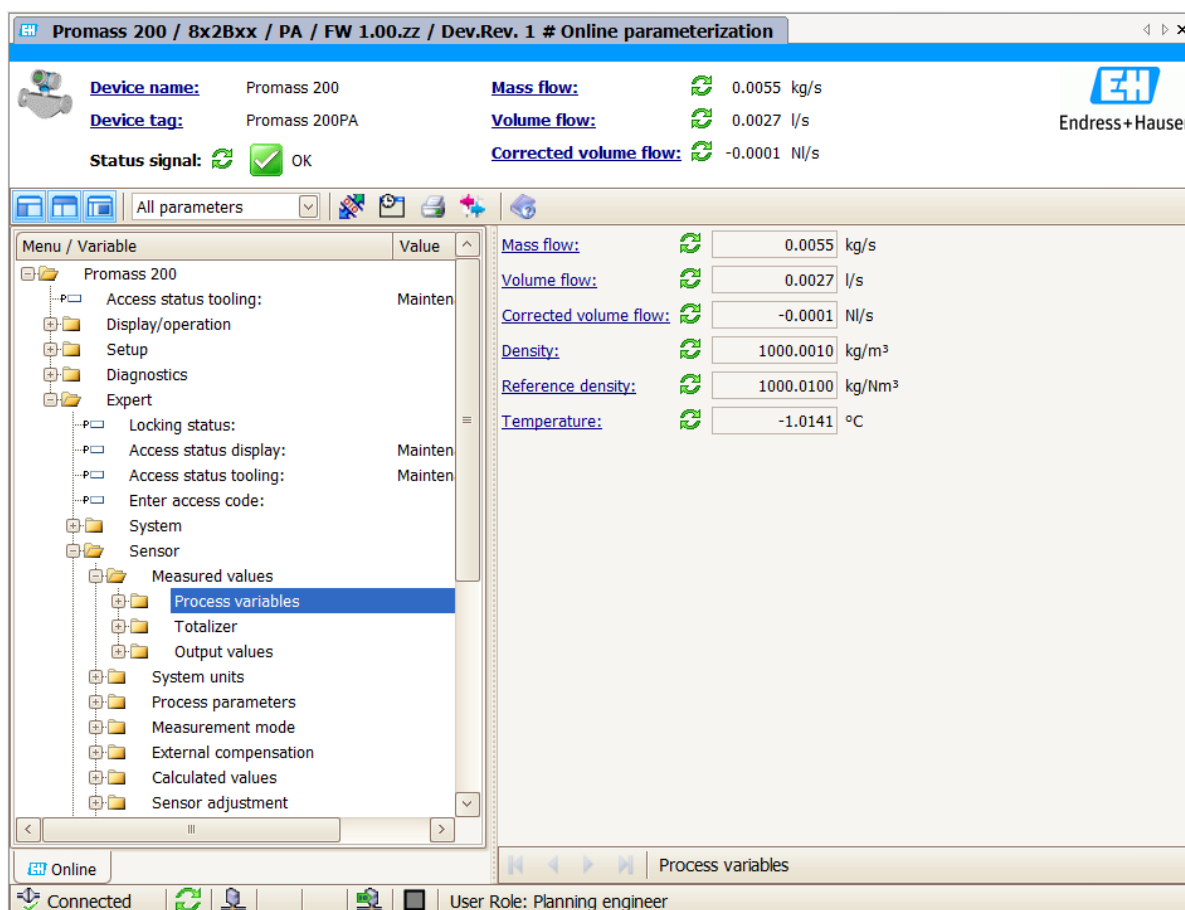 Promass 200 / 8x2Bxx / PA / FW 1.00.zz / Dev.Rev. 1 # Online parameterization
Device name: Promass 200 Mass flow: 0.0055 kg/s
Device tag: Promass 200PA Volume flow: 0.0027 l/s
Status signal: OK Corrected volume flow: -0.0001 Nl/s
EH
Endress+Hauser
All parameters
Menu / Variable Value
Promass 200
Access status tooling: Mainten
Display/operation
Setup
Diagnostics
Expert
Locking status:
Access status display: Mainten
Access status tooling: Mainten
Enter access code:
System
Sensor
Measured values
Process variables
Totalizer
Output values
System units
Process parameters
Measurement mode
External compensation
Calculated values
Sensor adjustment
Mass flow: 0.0055 kg/s
Volume flow: 0.0027 l/s
Corrected volume flow: -0.0001 Nl/s
Density: 1000.0010 kg/m³
Reference density: 1000.0100 kg/Nm³
Temperature: -1.0141 °C
Online
Process variables
Connected User Role: Planning engineer